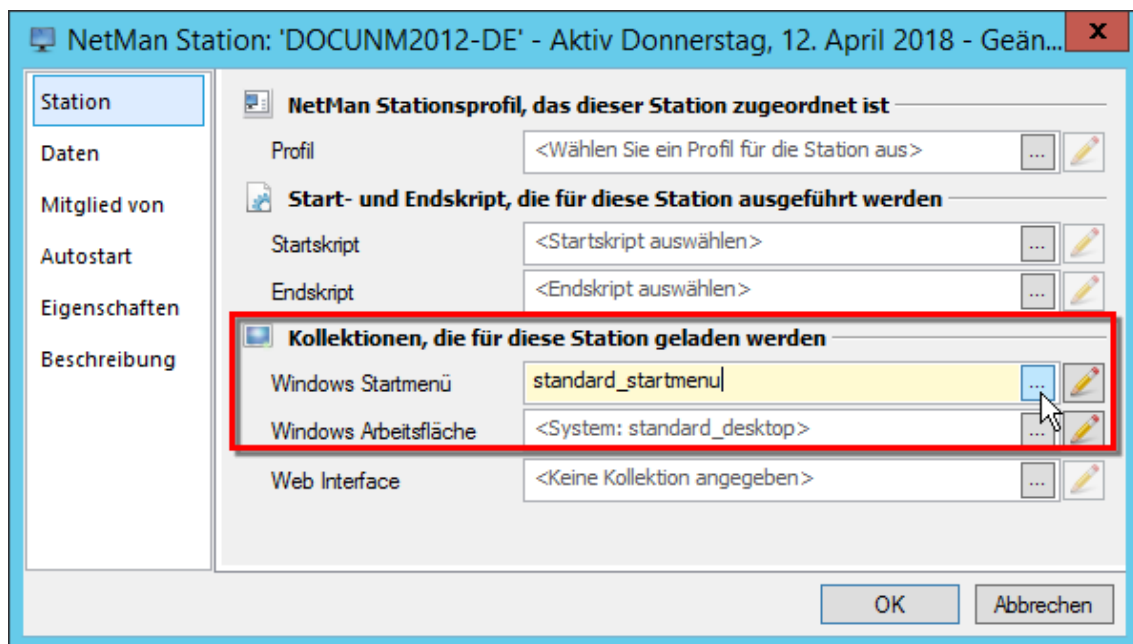 NetMan Station: 'DOCUNM2012-DE' - Aktiv Donnerstag, 12. April 2018 - Geän...
x
Station
Daten
Mitglied von
Autostart
Eigenschaften
Beschreibung
NetMan Stationsprofil, das dieser Station zugeordnet ist
Profil <Wählen Sie ein Profil für die Station aus> ...
Start- und Endskript, die für diese Station ausgeführt werden
Startskript <Startskript auswählen> ...
Endskript <Endskript auswählen> ...
Kollektionen, die für diese Station geladen werden
Windows Startmenü standard_startmenu ...
Windows Arbeitsfläche <System: standard_desktop> ...
Web Interface <Keine Kollektion angegeben> ...
OK Abbrechen